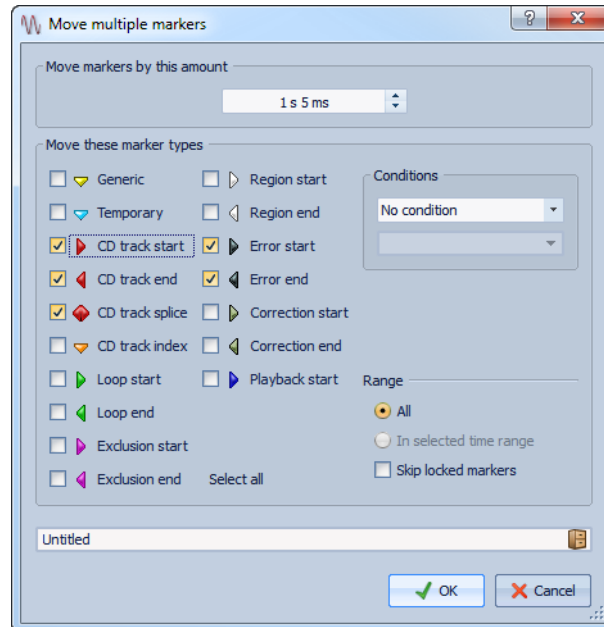 Move multiple markers
Move markers by this amount
1 s 5 ms
Move these marker types
Generic
Temporary
CD track start
CD track end
CD track splice
CD track index
Loop start
Loop end
Exclusion start
Exclusion end
Region start
Region end
Error start
Error end
Correction start
Correction end
Playback start
Select all
Conditions
No condition
Range
All
In selected time range
Skip locked markers
Untitled
OK
Cancel